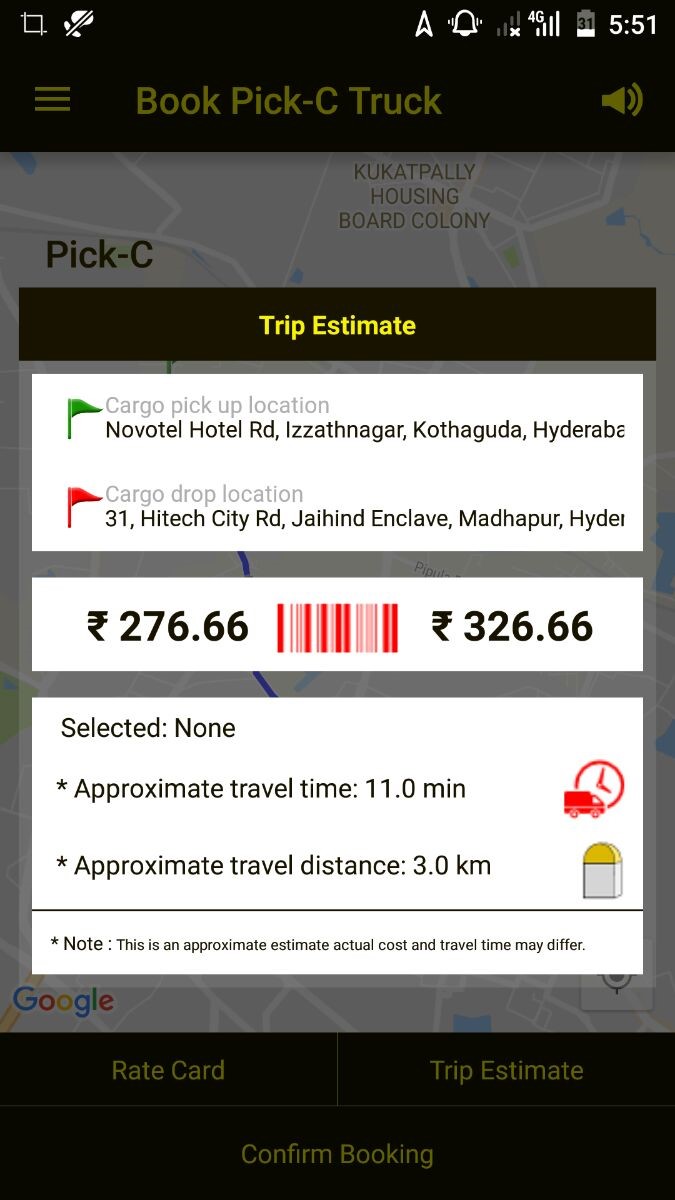 4G
31
5:51
Book Pick-C Truck
KUKATPALLY
HOUSING
BOARD COLONY
Pick-C
Trip Estimate
Cargo pick up location
Novotel Hotel Rd, Izzathnagar, Kothaguda, Hyderaba
Cargo drop location
31, Hitech City Rd, Jaihind Enclave, Madhapur, Hyder
Pipula
₹ 276.66 ₹ 326.66
Selected: None
* Approximate travel time: 11.0 min
* Approximate travel distance: 3.0 km
* Note : This is an approximate estimate actual cost and travel time may differ.
Google
Rate Card
Trip Estimate
Confirm Booking